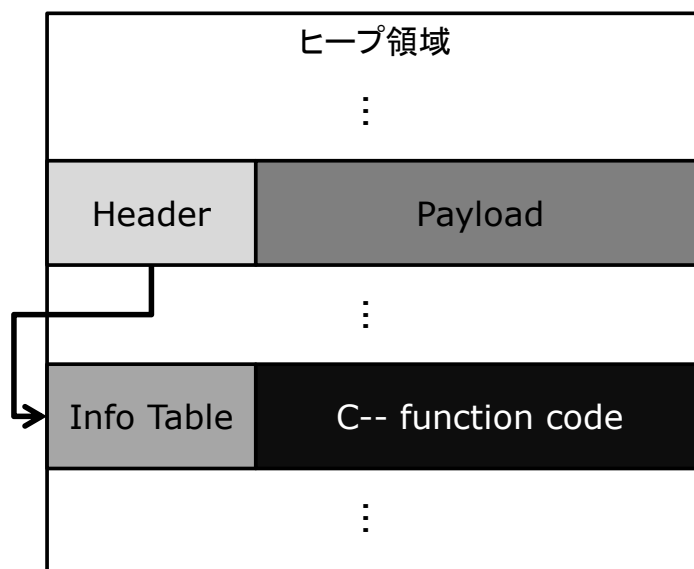 ヒープ領域
⋮
Header Payload
⋮
Info Table C-- function code
⋮